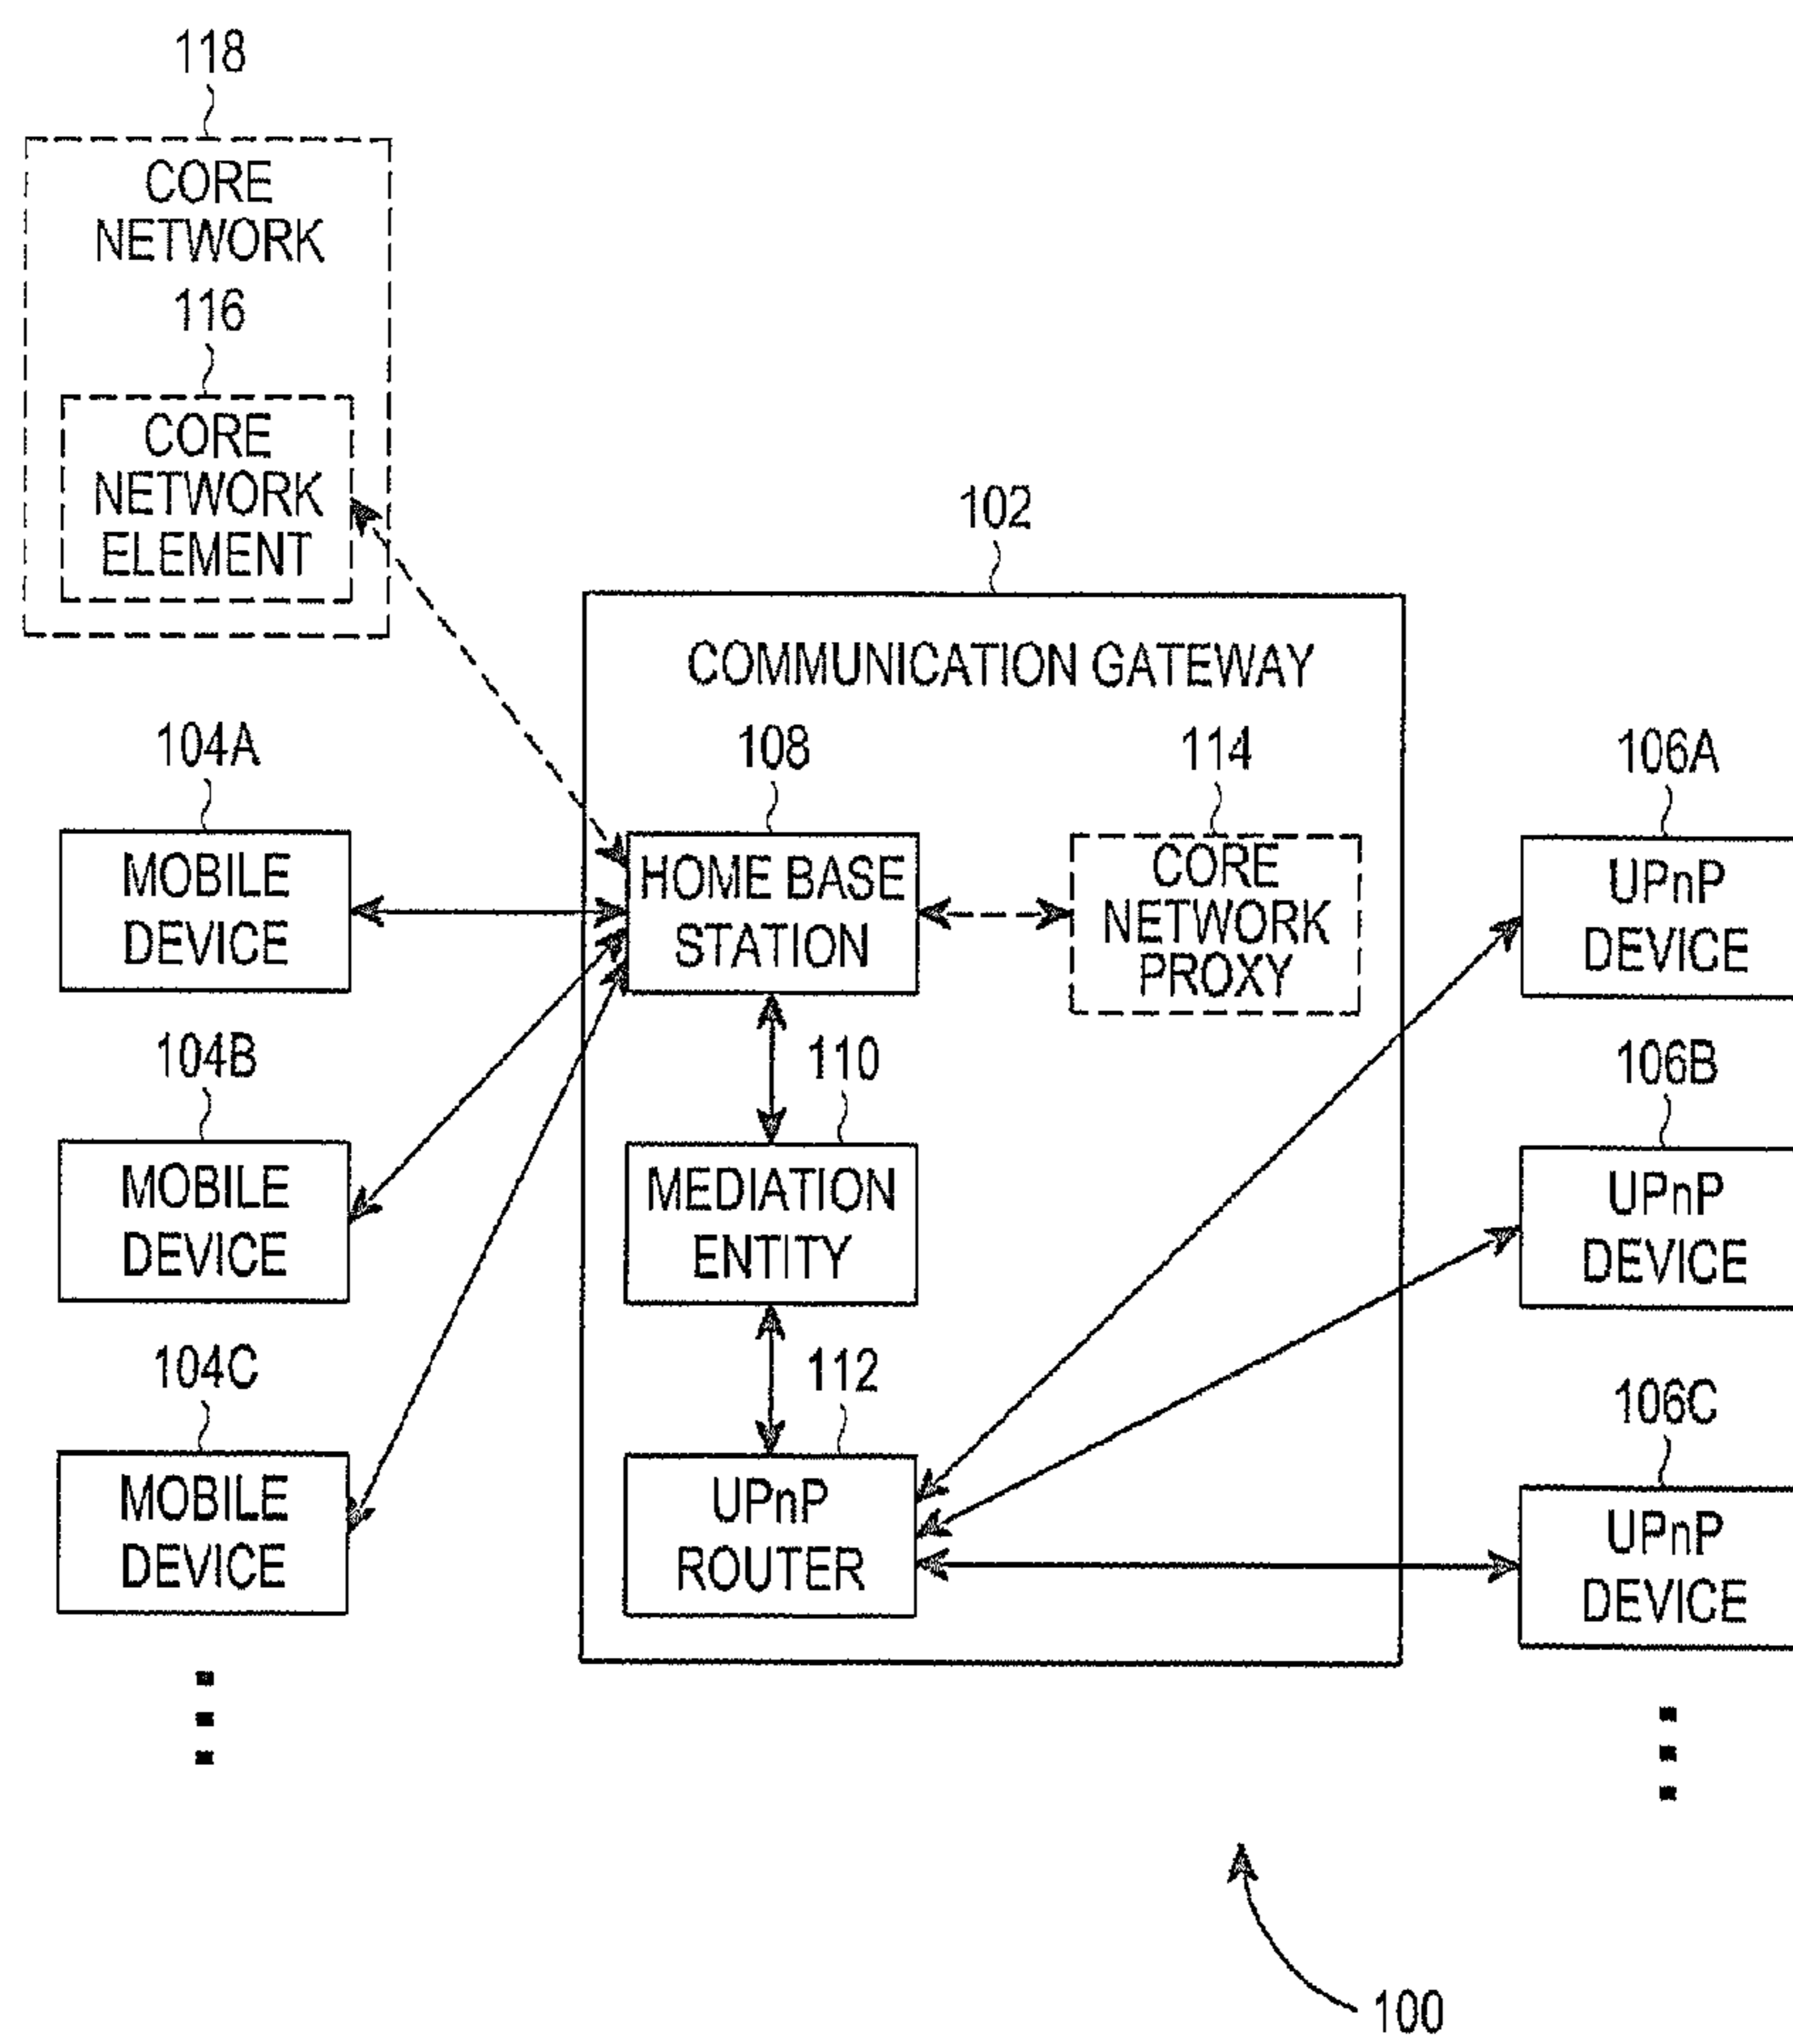 118
CORE
NETWORK
116
CORE
NETWORK
ELEMENT
102
COMMUNICATION GATEWAY
104A
MOBILE
DEVICE
108
HOME BASE
STATION
114
CORE
NETWORK
PROXY
106A
UPnP
DEVICE
104B
MOBILE
DEVICE
110
MEDIATION
ENTITY
106B
UPnP
DEVICE
104C
MOBILE
DEVICE
112
UPnP
ROUTER
106C
UPnP
DEVICE
100